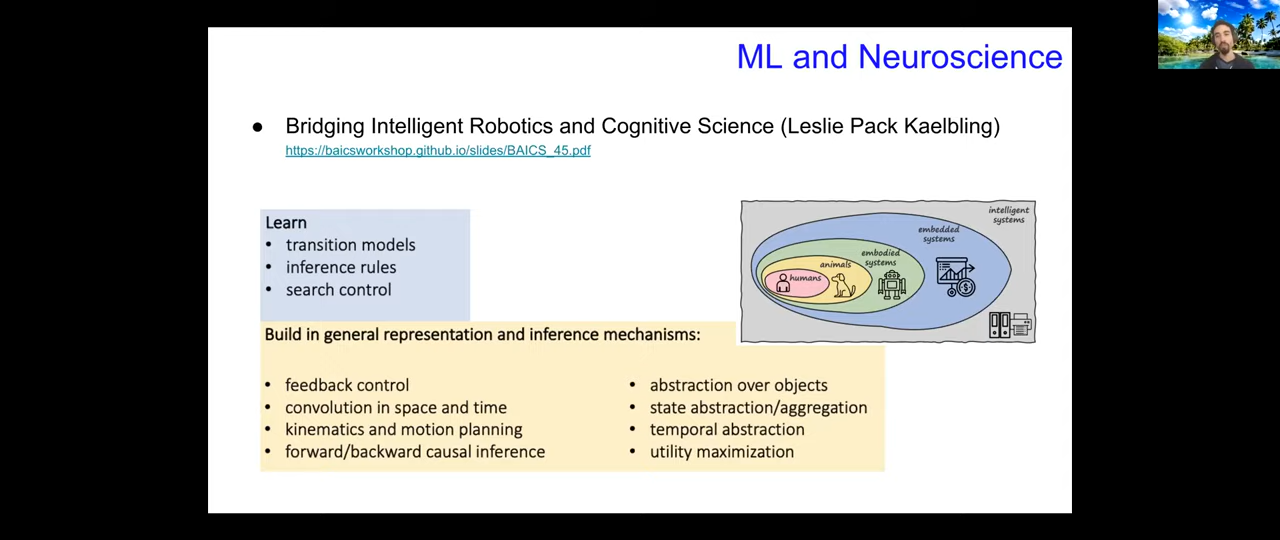 ML and Neuroscience
● Bridging Intelligent Robotics and Cognitive Science (Leslie Pack Kaelbling)
https://baicsworkshop.github.io/slides/BAICS_45.pdf
Learn
• transition models
• inference rules
• search control
intelligent
systems
embedded
systems
embodied
systems
animals
humans
Build in general representation and inference mechanisms:
• feedback control
• convolution in space and time
• kinematics and motion planning
• forward/backward causal inference
• abstraction over objects
• state abstraction/aggregation
• temporal abstraction
• utility maximization